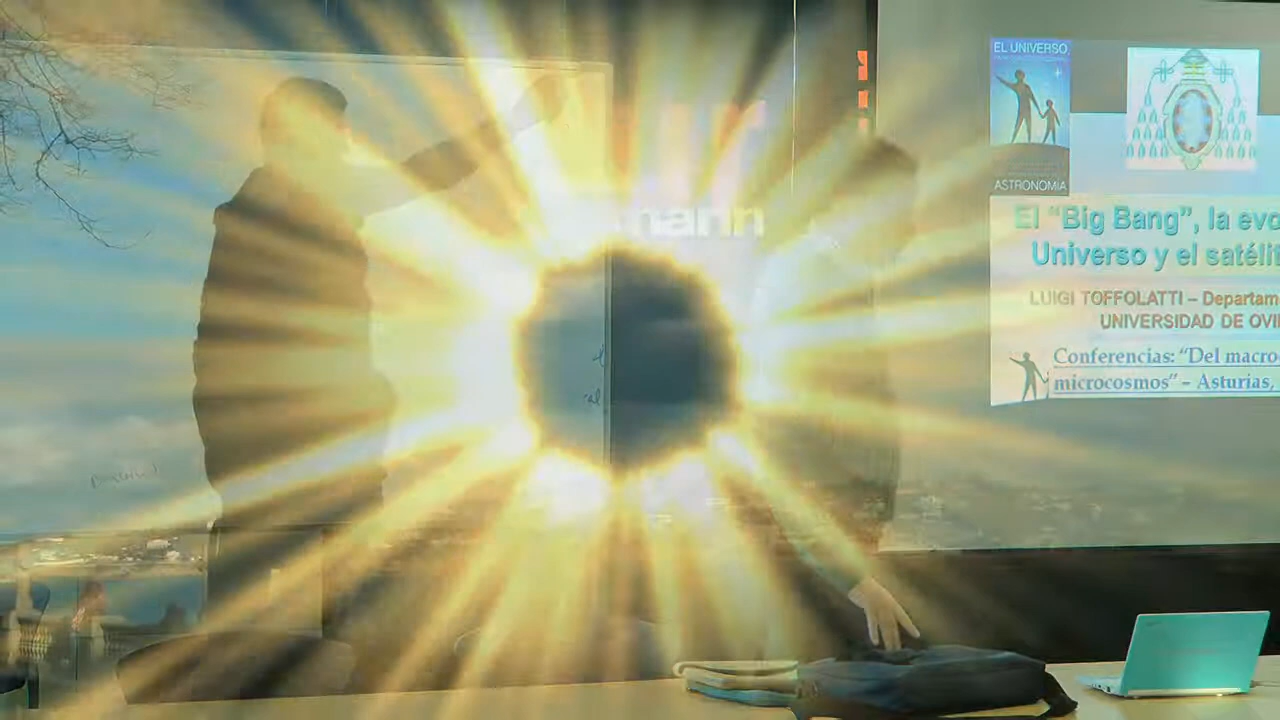 EL UNIVERSO
ASTRONOMIA
El "Big Bang", la evo
Universo y el satélit
LUIGI TOFFOLATTI – Departam
UNIVERSIDAD DE OVI
Conferencias: "Del macro
microcosmos" – Asturias,
mann